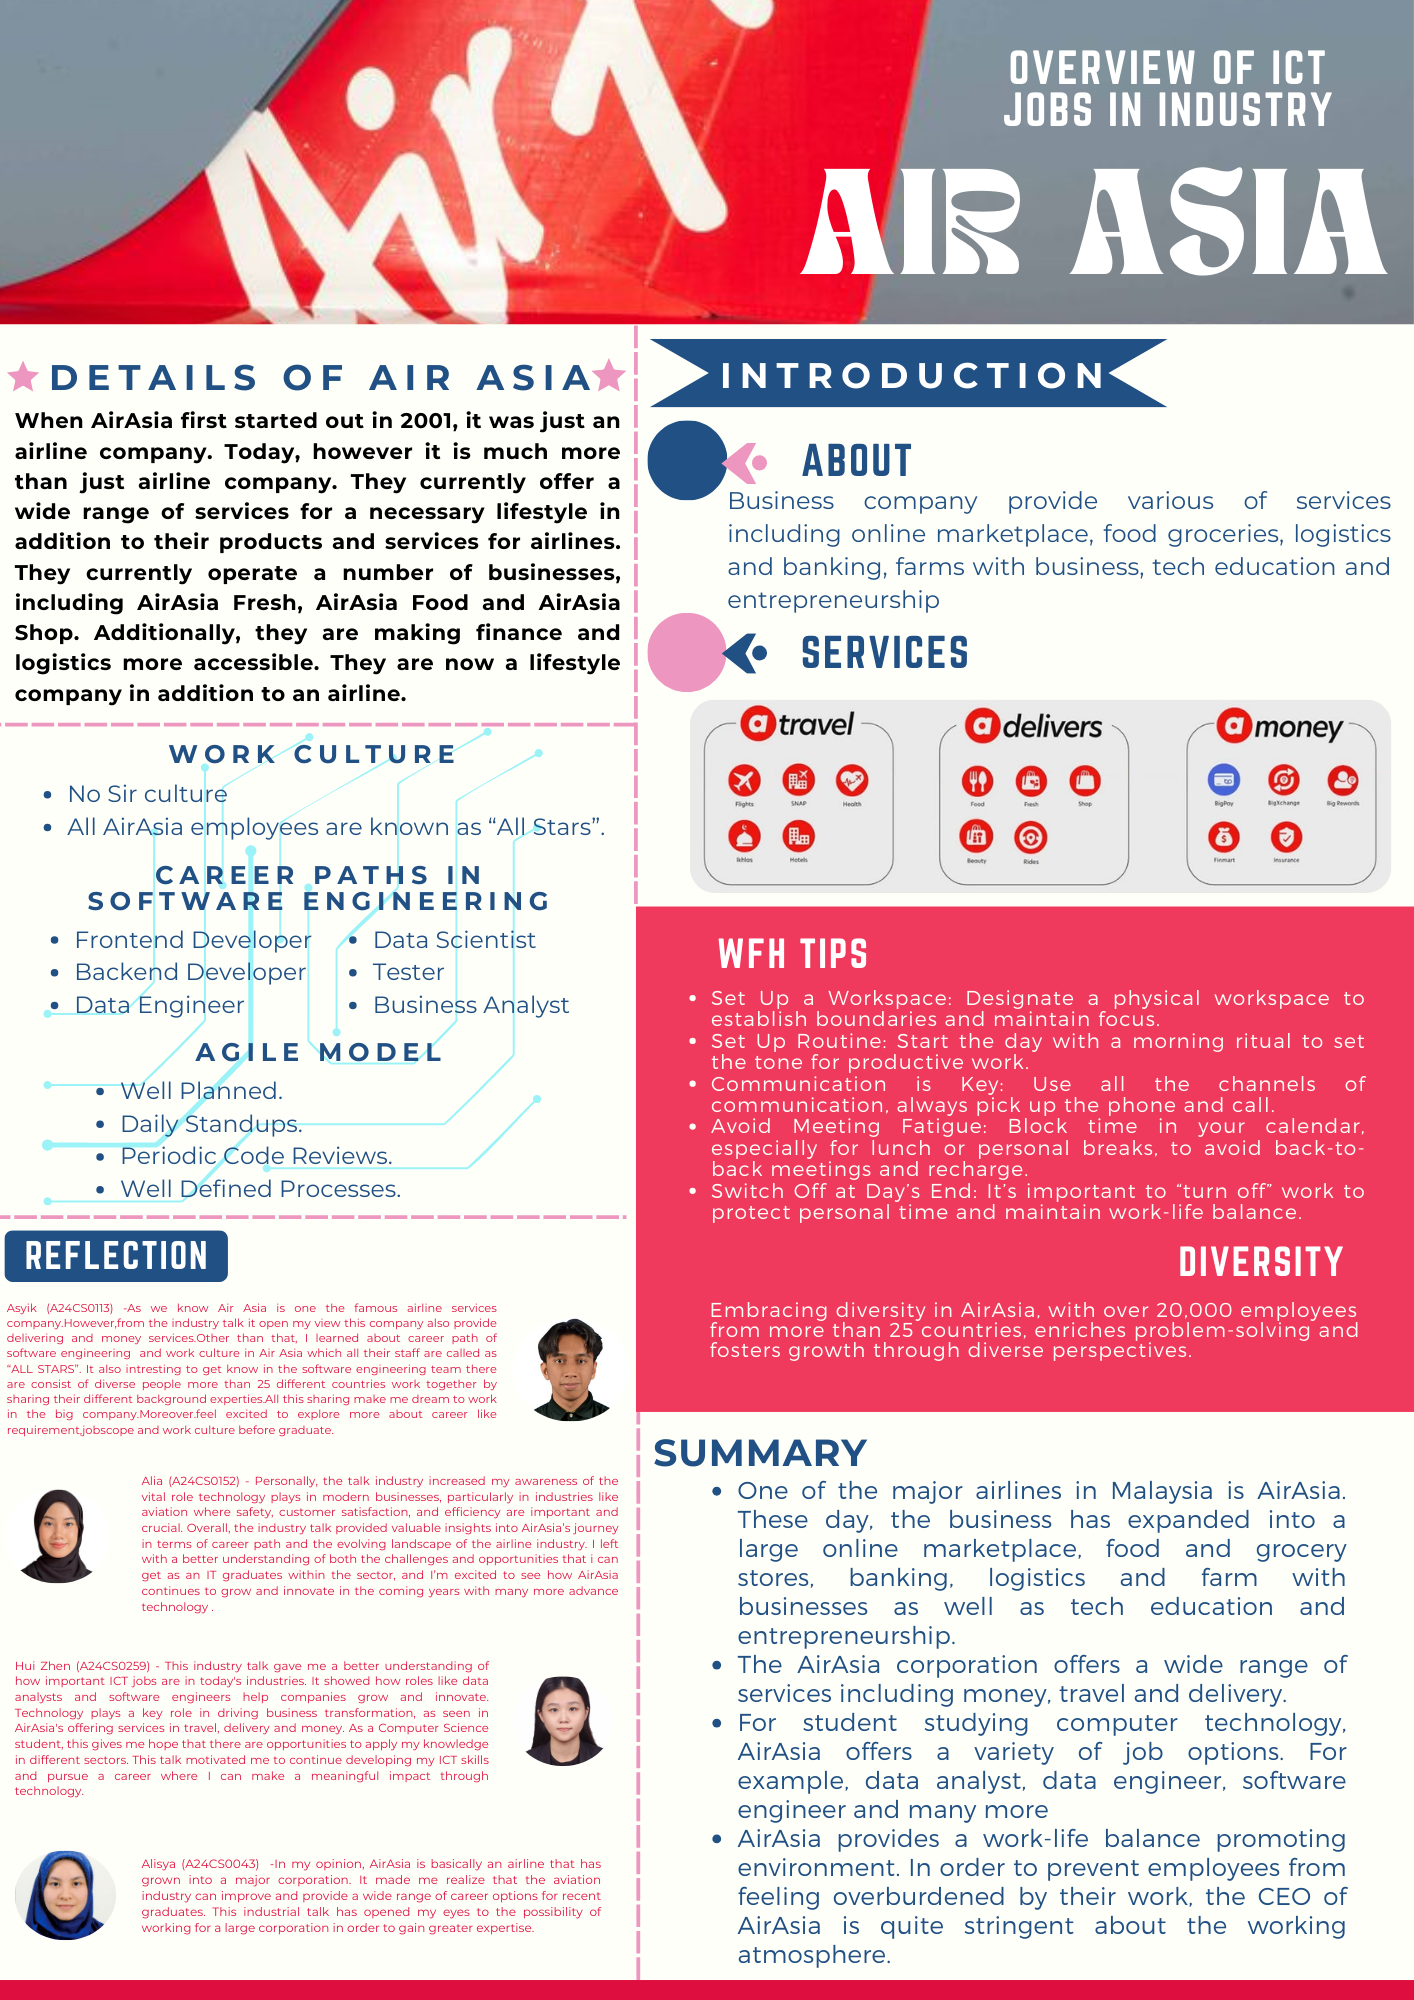 AirA
OVERVIEW OF ICT
JOBS IN INDUSTRY
AIR ASIA
DETAILS OF AIR ASIA
When AirAsia first started out in 2001, it was just an
airline company. Today, however it is much more
than just airline company. They currently offer a
wide range of services for a necessary lifestyle in
addition to their products and services for airlines.
They currently operate a number of businesses,
including AirAsia Fresh, AirAsia Food and AirAsia
Shop. Additionally, they are making finance and
logistics more accessible. They are now a lifestyle
company in addition to an airline.
WORK CULTURE
• No Sir culture
• All AirAsia employees are known as “All Stars”.
CAREER PATHS IN
SOFTWARE ENGINEERING
• Frontend Developer
• Backend Developer
• Data Engineer
• Data Scientist
• Tester
• Business Analyst
AGILE MODEL
• Well Planned.
• Daily Standups.
• Periodic Code Reviews.
• Well Defined Processes.
REFLECTION
Asyik (A24CS0113) -As we know Air Asia is one the famous airline services
company.However,from the industry talk it open my view this company also provide
delivering and money services.Other than that, I learned about career path of
software engineering and work culture in Air Asia which all their staff are called as
“ALL STARS”. It also intresting to get know in the software engineering team there
are consist of diverse people more than 25 different countries work together by
sharing their different background experties.All this sharing make me dream to work
in the big company.Moreover.feel excited to explore more about career like
requirement,jobscope and work culture before graduate.
Alia (A24CS0152) - Personally, the talk industry increased my awareness of the
vital role technology plays in modern businesses, particularly in industries like
aviation where safety, customer satisfaction, and efficiency are important and
crucial. Overall, the industry talk provided valuable insights into AirAsia’s journey
in terms of career path and the evolving landscape of the airline industry. I left
with a better understanding of both the challenges and opportunities that i can
get as an IT graduates within the sector, and I’m excited to see how AirAsia
continues to grow and innovate in the coming years with many more advance
technology .
Hui Zhen (A24CS0259) - This industry talk gave me a better understanding of
how important ICT jobs are in today's industries. It showed how roles like data
analysts and software engineers help companies grow and innovate.
Technology plays a key role in driving business transformation, as seen in
AirAsia's offering services in travel, delivery and money. As a Computer Science
student, this gives me hope that there are opportunities to apply my knowledge
in different sectors. This talk motivated me to continue developing my ICT skills
and pursue a career where I can make a meaningful impact through
technology.
Alisya (A24CS0043) -In my opinion, AirAsia is basically an airline that has
grown into a major corporation. It made me realize that the aviation
industry can improve and provide a wide range of career options for recent
graduates. This industrial talk has opened my eyes to the possibility of
working for a large corporation in order to gain greater expertise.
INTRODUCTION
ABOUT
Business company provide various of services
including online marketplace, food groceries, logistics
and banking, farms with business, tech education and
entrepreneurship
SERVICES
a travel
Flights SNAP Health
Ikhlas Hotels
a delivers
Food Fresh Shop
Beauty Rides
a money
BigPay BigXchange Big Rewards
Finmart Insurance
WFH TIPS
• Set Up a Workspace: Designate a physical workspace to
establish boundaries and maintain focus.
• Set Up Routine: Start the day with a morning ritual to set
the tone for productive work.
• Communication is Key: Use all the channels of
communication, always pick up the phone and call.
• Avoid Meeting Fatigue: Block time in your calendar,
especially for lunch or personal breaks, to avoid back-to-
back meetings and recharge.
• Switch Off at Day’s End: It’s important to “turn off” work to
protect personal time and maintain work-life balance.
DIVERSITY
Embracing diversity in AirAsia, with over 20,000 employees
from more than 25 countries, enriches problem-solving and
fosters growth through diverse perspectives.
SUMMARY
• One of the major airlines in Malaysia is AirAsia.
These day, the business has expanded into a
large online marketplace, food and grocery
stores, banking, logistics and farm with
businesses as well as tech education and
entrepreneurship.
• The AirAsia corporation offers a wide range of
services including money, travel and delivery.
• For student studying computer technology,
AirAsia offers a variety of job options. For
example, data analyst, data engineer, software
engineer and many more
• AirAsia provides a work-life balance promoting
environment. In order to prevent employees from
feeling overburdened by their work, the CEO of
AirAsia is quite stringent about the working
atmosphere.